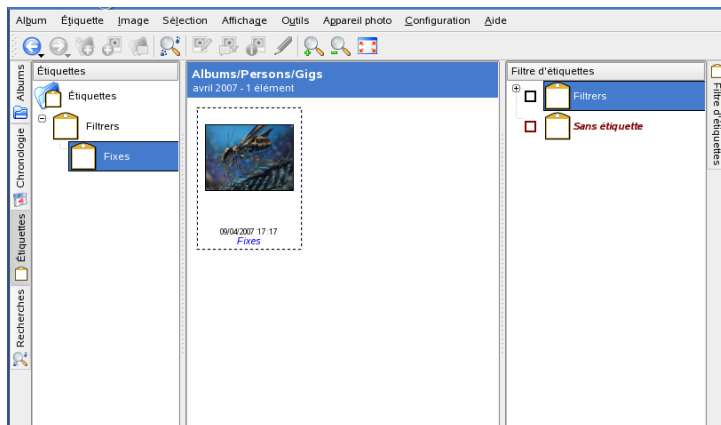 Album Étiquette Image Sélection Affichage Outils Appareil photo Configuration Aide
Albums
Chronologie
Étiquettes
Recherches
Étiquettes
Étiquettes
Filtrers
Fixes
Albums/Persons/Gigs
avril 2007 - 1 élément
09/04/2007 17:17
Fixes
Filtre d'étiquettes
Filtrers
Sans étiquette
Filtre d'étiquettes